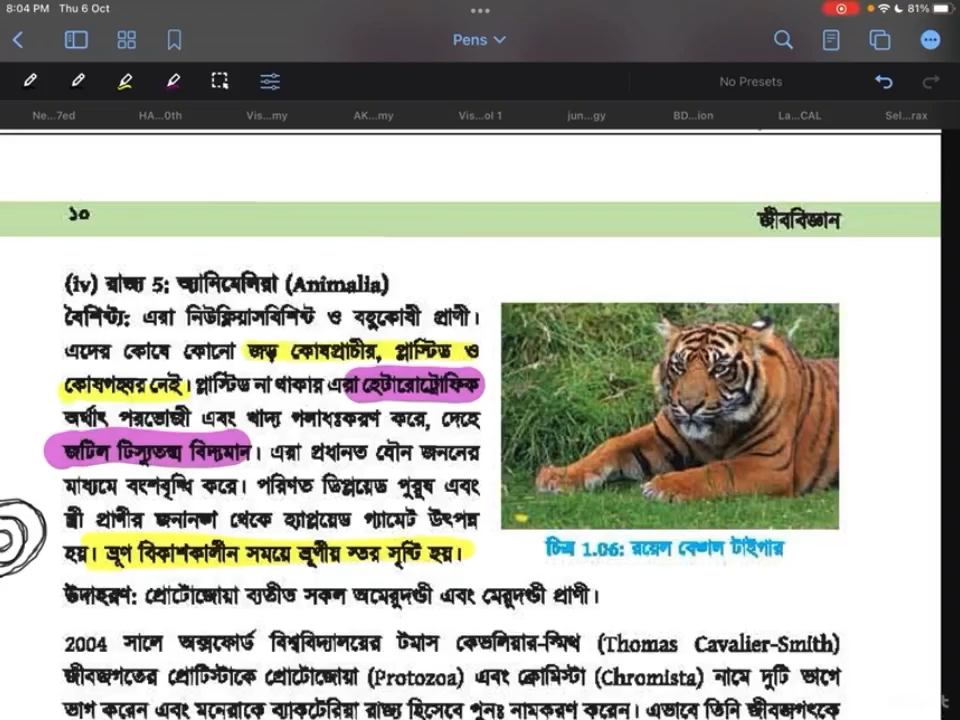 8:04 PM Thu 6 Oct
81%
Pens
No Presets
Ne...7ed HA...0th Vis...my AK...my Vis...ol 1 jun...gy BD...ion La...CAL Sel...rax
১০ জীববিজ্ঞান
(iv) রাজ্য 5: অ্যানিমেলিয়া (Animalia)
বৈশিষ্ট্য: এরা নিউক্লিয়াসবিশিষ্ট ও বহুকোষী প্রাণী।
এদের কোষে কোনো জড় কোষপ্রাচীর, প্লাস্টিড ও
কোষগহ্বর নেই। প্লাস্টিড না থাকায় এরা হেটারোট্রোফিক
অর্থাৎ পরভোজী এবং খাদ্য গলাধঃকরণ করে, দেহে
জটিল টিস্যুতন্ত্র বিদ্যমান। এরা প্রধানত যৌন জননের
মাধ্যমে বংশবৃদ্ধি করে। পরিণত ডিপ্লয়েড পুরুষ এবং
স্ত্রী প্রাণীর জনানঙ্গ থেকে হ্যাপ্লয়েড গ্যামেট উৎপন্ন
হয়। ভ্রূণ বিকাশকালীন সময়ে ভ্রূণীয় স্তর সৃষ্টি হয়।
চিত্র 1.06: রয়েল বেঙ্গল টাইগার
উদাহরণ: প্রোটোজোয়া ব্যতীত সকল অমেরুদণ্ডী এবং মেরুদণ্ডী প্রাণী।
2004 সালে অক্সফোর্ড বিশ্ববিদ্যালয়ের টমাস কেভলিয়ার-স্মিথ (Thomas Cavalier-Smith)
জীবজগতের প্রোটিস্টাকে প্রোটোজোয়া (Protozoa) এবং ক্রোমিস্টা (Chromista) নামে দুটি ভাগে
ভাগ করেন এবং মনেরাকে ব্যাকটেরিয়া রাজ্য হিসেবে পুনঃ নামকরণ করেন। এভাবে তিনি জীবজগৎকে